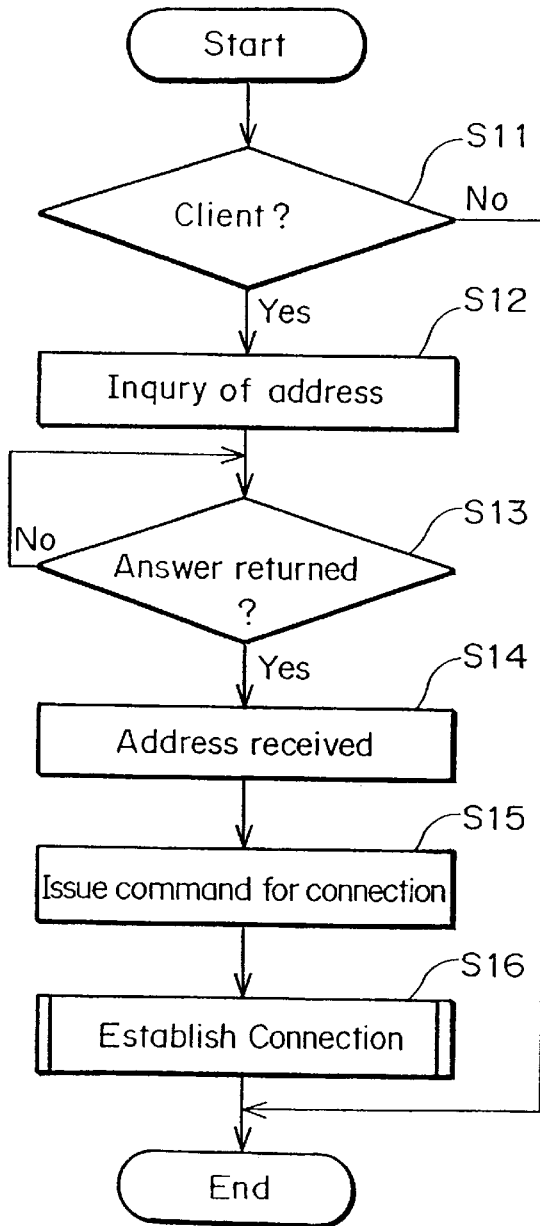 Start
S11
Client?
No
Yes
S12
Inqury of address
S13
No
Answer returned
?
Yes
S14
Address received
S15
Issue command for connection
S16
Establish Connection
End